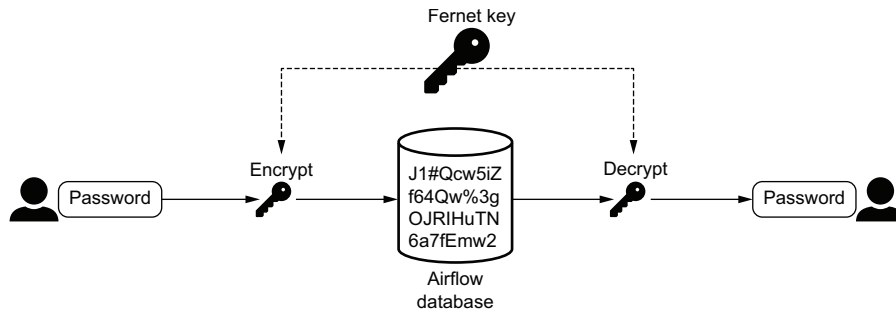 Fernet key
Encrypt
Decrypt
Password
J1#Qcw5iZ
f64Qw%3g
OJRIHuTN
6a7fEmw2
Password
Airflow
database